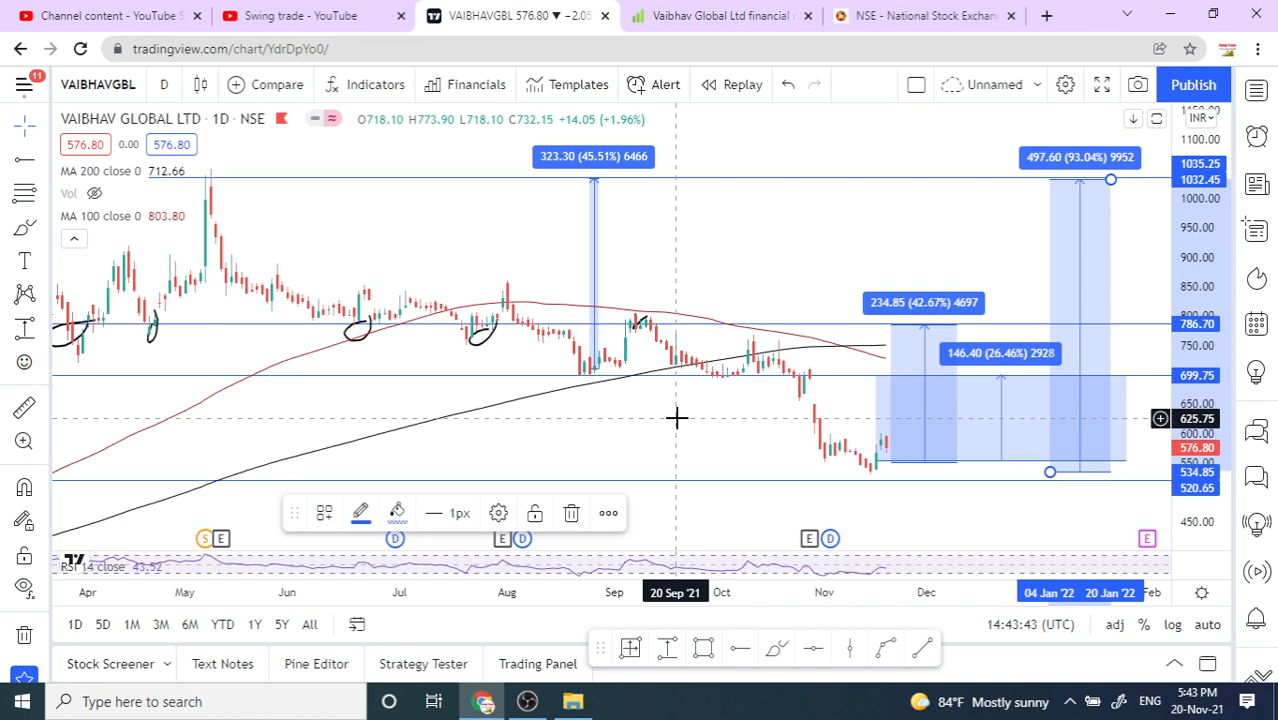 Channel content - YouTube S
Swing trade - YouTube
VAIBHAVGBL 576.80 ▼ −2.05
Vaibhav Global Ltd financial
NSE - National Stock Exchan
tradingview.com/chart/YdrDpYo0/
11
VAIBHAVGBL
D
Compare
Indicators
Financials
Templates
Alert
Replay
Unnamed
Publish
VAIBHAV GLOBAL LTD · 1D · NSE
O718.10 H773.90 L718.10 C732.15 +14.05 (+1.96%)
INR
576.80 0.00 576.80
MA 200 close 0 712.66
Vol
MA 100 close 0 803.80
323.30 (45.51%) 6466
497.60 (93.04%) 9952
234.85 (42.67%) 4697
146.40 (26.46%) 2928
1150.00
1100.00
1035.25
1032.45
1000.00
950.00
900.00
850.00
800.00
786.70
750.00
699.75
650.00
625.75
600.00
576.80
550.00
534.85
520.65
450.00
1px
S E D E D E D E
RSI 14 close 43.52
Apr May Jun Jul Aug Sep 20 Sep '21 Oct Nov Dec 04 Jan '22 20 Jan '22 Feb
1D 5D 1M 3M 6M YTD 1Y 5Y All
14:43:43 (UTC) adj % log auto
Stock Screener
Text Notes
Pine Editor
Strategy Tester
Trading Panel
Type here to search
84°F Mostly sunny
ENG
5:43 PM
20-Nov-21